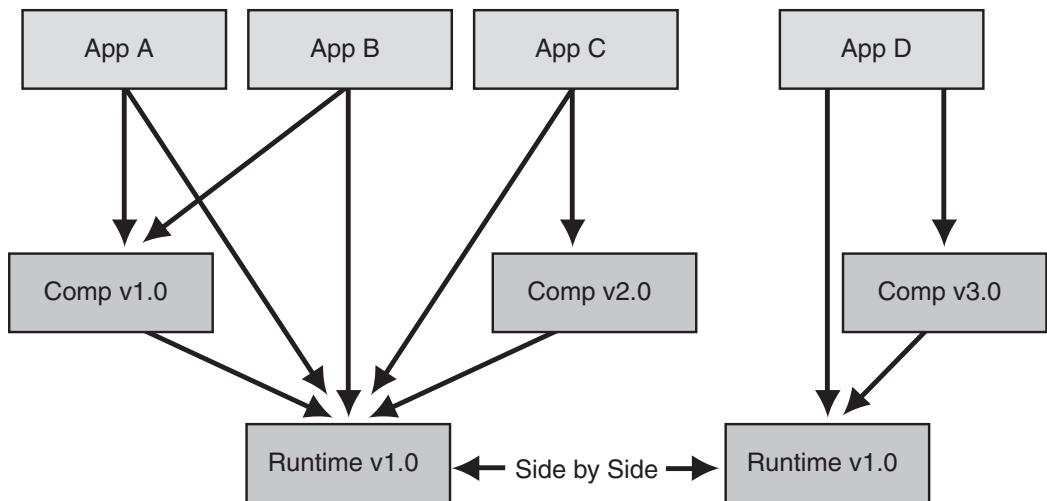 App A
App B
App C
App D
Comp v1.0
Comp v2.0
Comp v3.0
Runtime v1.0
Side by Side
Runtime v1.0